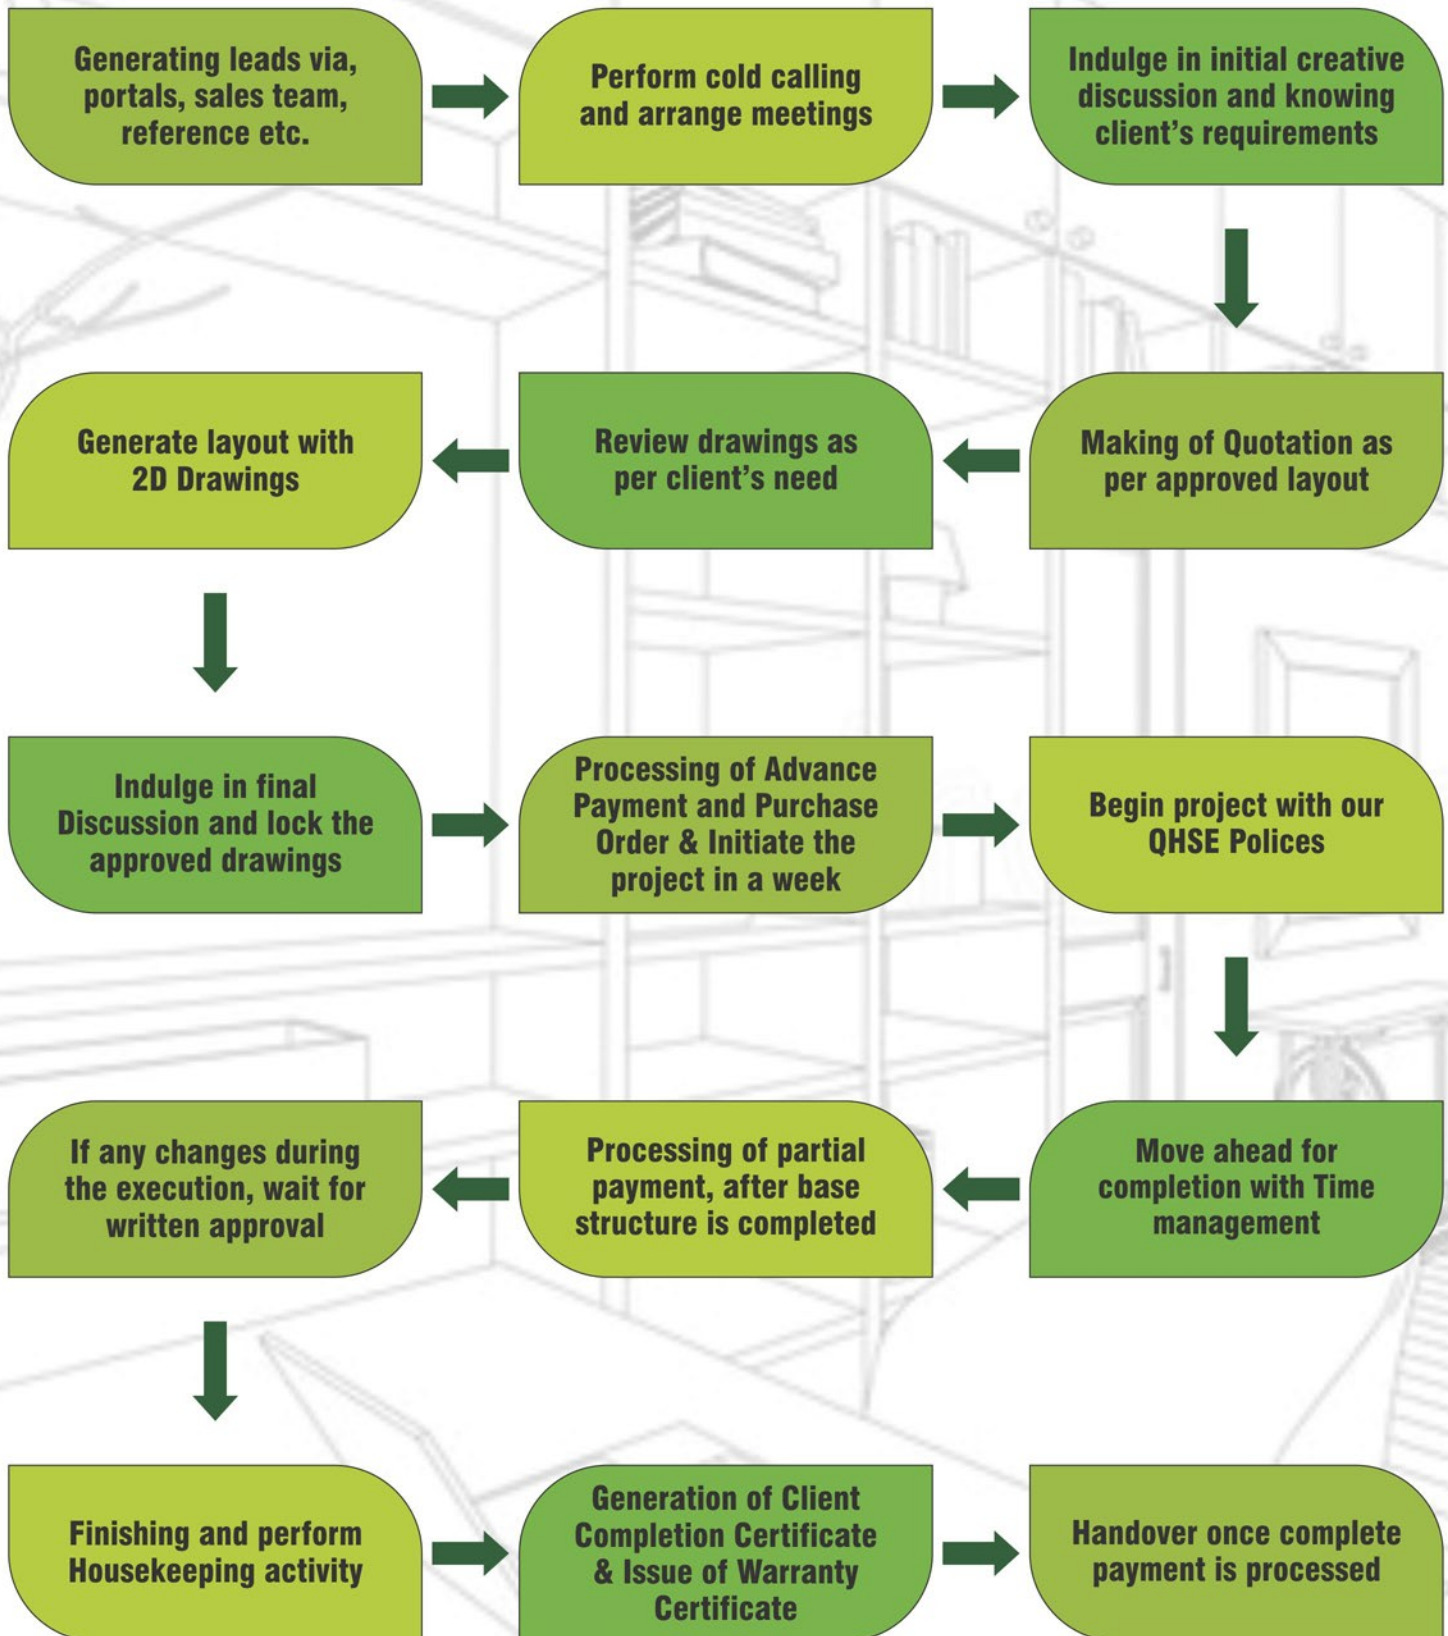 Generating leads via,
portals, sales team,
reference etc.
Perform cold calling
and arrange meetings
Indulge in initial creative
discussion and knowing
client's requirements
Making of Quotation as
per approved layout
Review drawings as
per client's need
Generate layout with
2D Drawings
Indulge in final
Discussion and lock the
approved drawings
Processing of Advance
Payment and Purchase
Order & Initiate the
project in a week
Begin project with our
QHSE Polices
Move ahead for
completion with Time
management
Processing of partial
payment, after base
structure is completed
If any changes during
the execution, wait for
written approval
Finishing and perform
Housekeeping activity
Generation of Client
Completion Certificate
& Issue of Warranty
Certificate
Handover once complete
payment is processed